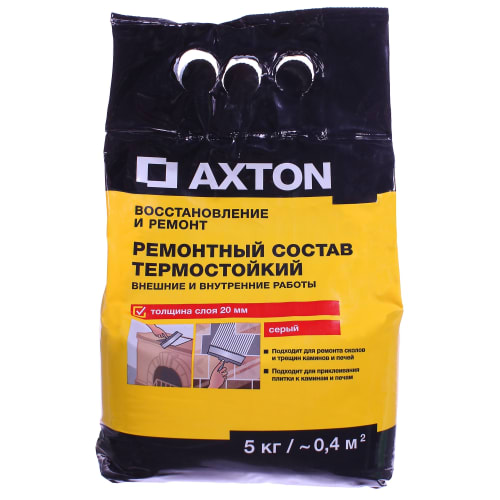 AXTON
ВОССТАНОВЛЕНИЕ
И РЕМОНТ
РЕМОНТНЫЙ СОСТАВ
ТЕРМОСТОЙКИЙ
ВНЕШНИЕ И ВНУТРЕННИЕ РАБОТЫ
толщина слоя 20 мм
серый
Подходит для ремонта сколов
и трещин каминов и печей
Подходит для приклеивания
плитки к каминам и печам
5 кг / ~ 0,4 м²